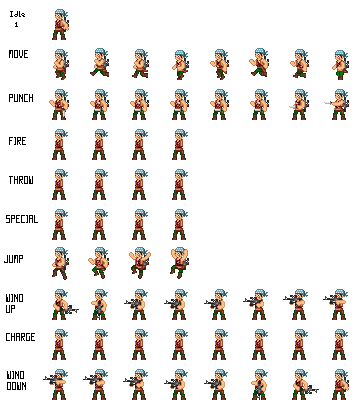 Idle
1
MOVE
PUNCH
FIRE
THROW
SPECIAL
JUMP
WIND
UP
CHARGE
WIND
DOWN